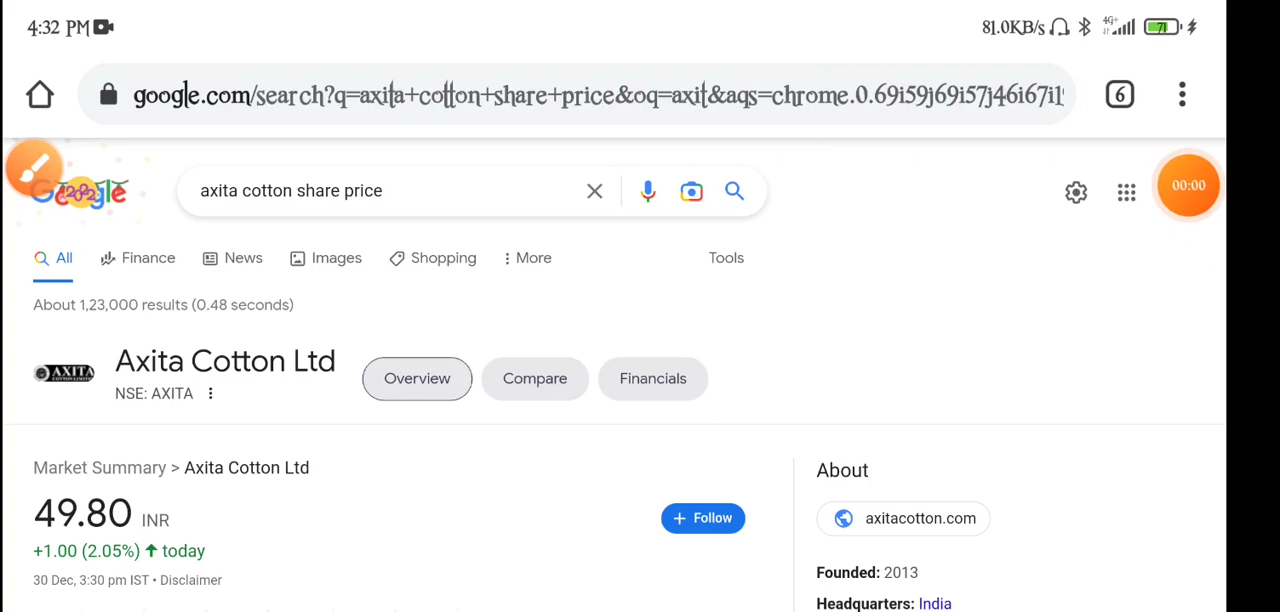 4:32 PM
81.0KB/s 4G+ 71
google.com/search?q=axita+cotton+share+price&oq=axit&aqs=chrome.0.69i59j69i57j46i67i1
6
Google 2022
axita cotton share price
00:00
All Finance News Images Shopping More Tools
About 1,23,000 results (0.48 seconds)
AXITA
Axita Cotton Ltd
NSE: AXITA
Overview Compare Financials
Market Summary > Axita Cotton Ltd
49.80 INR
+ Follow
+1.00 (2.05%) ↑ today
30 Dec, 3:30 pm IST • Disclaimer
About
axitacotton.com
Founded: 2013
Headquarters: India